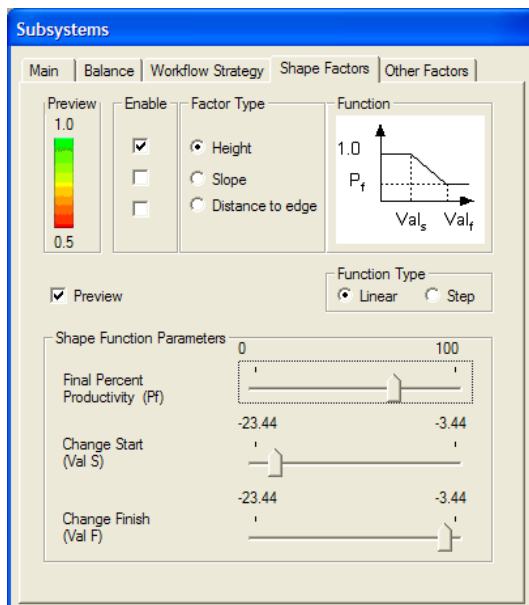 Subsystems
Main Balance Workflow Strategy Shape Factors Other Factors
Preview Enable Factor Type Function
1.0
Height
Slope
Distance to edge
0.5
1.0
Pf
Vals Valf
Preview
Function Type
Linear Step
Shape Function Parameters
0 100
Final Percent
Productivity (Pf)
-23.44 -3.44
Change Start
(Val S)
-23.44 -3.44
Change Finish
(Val F)